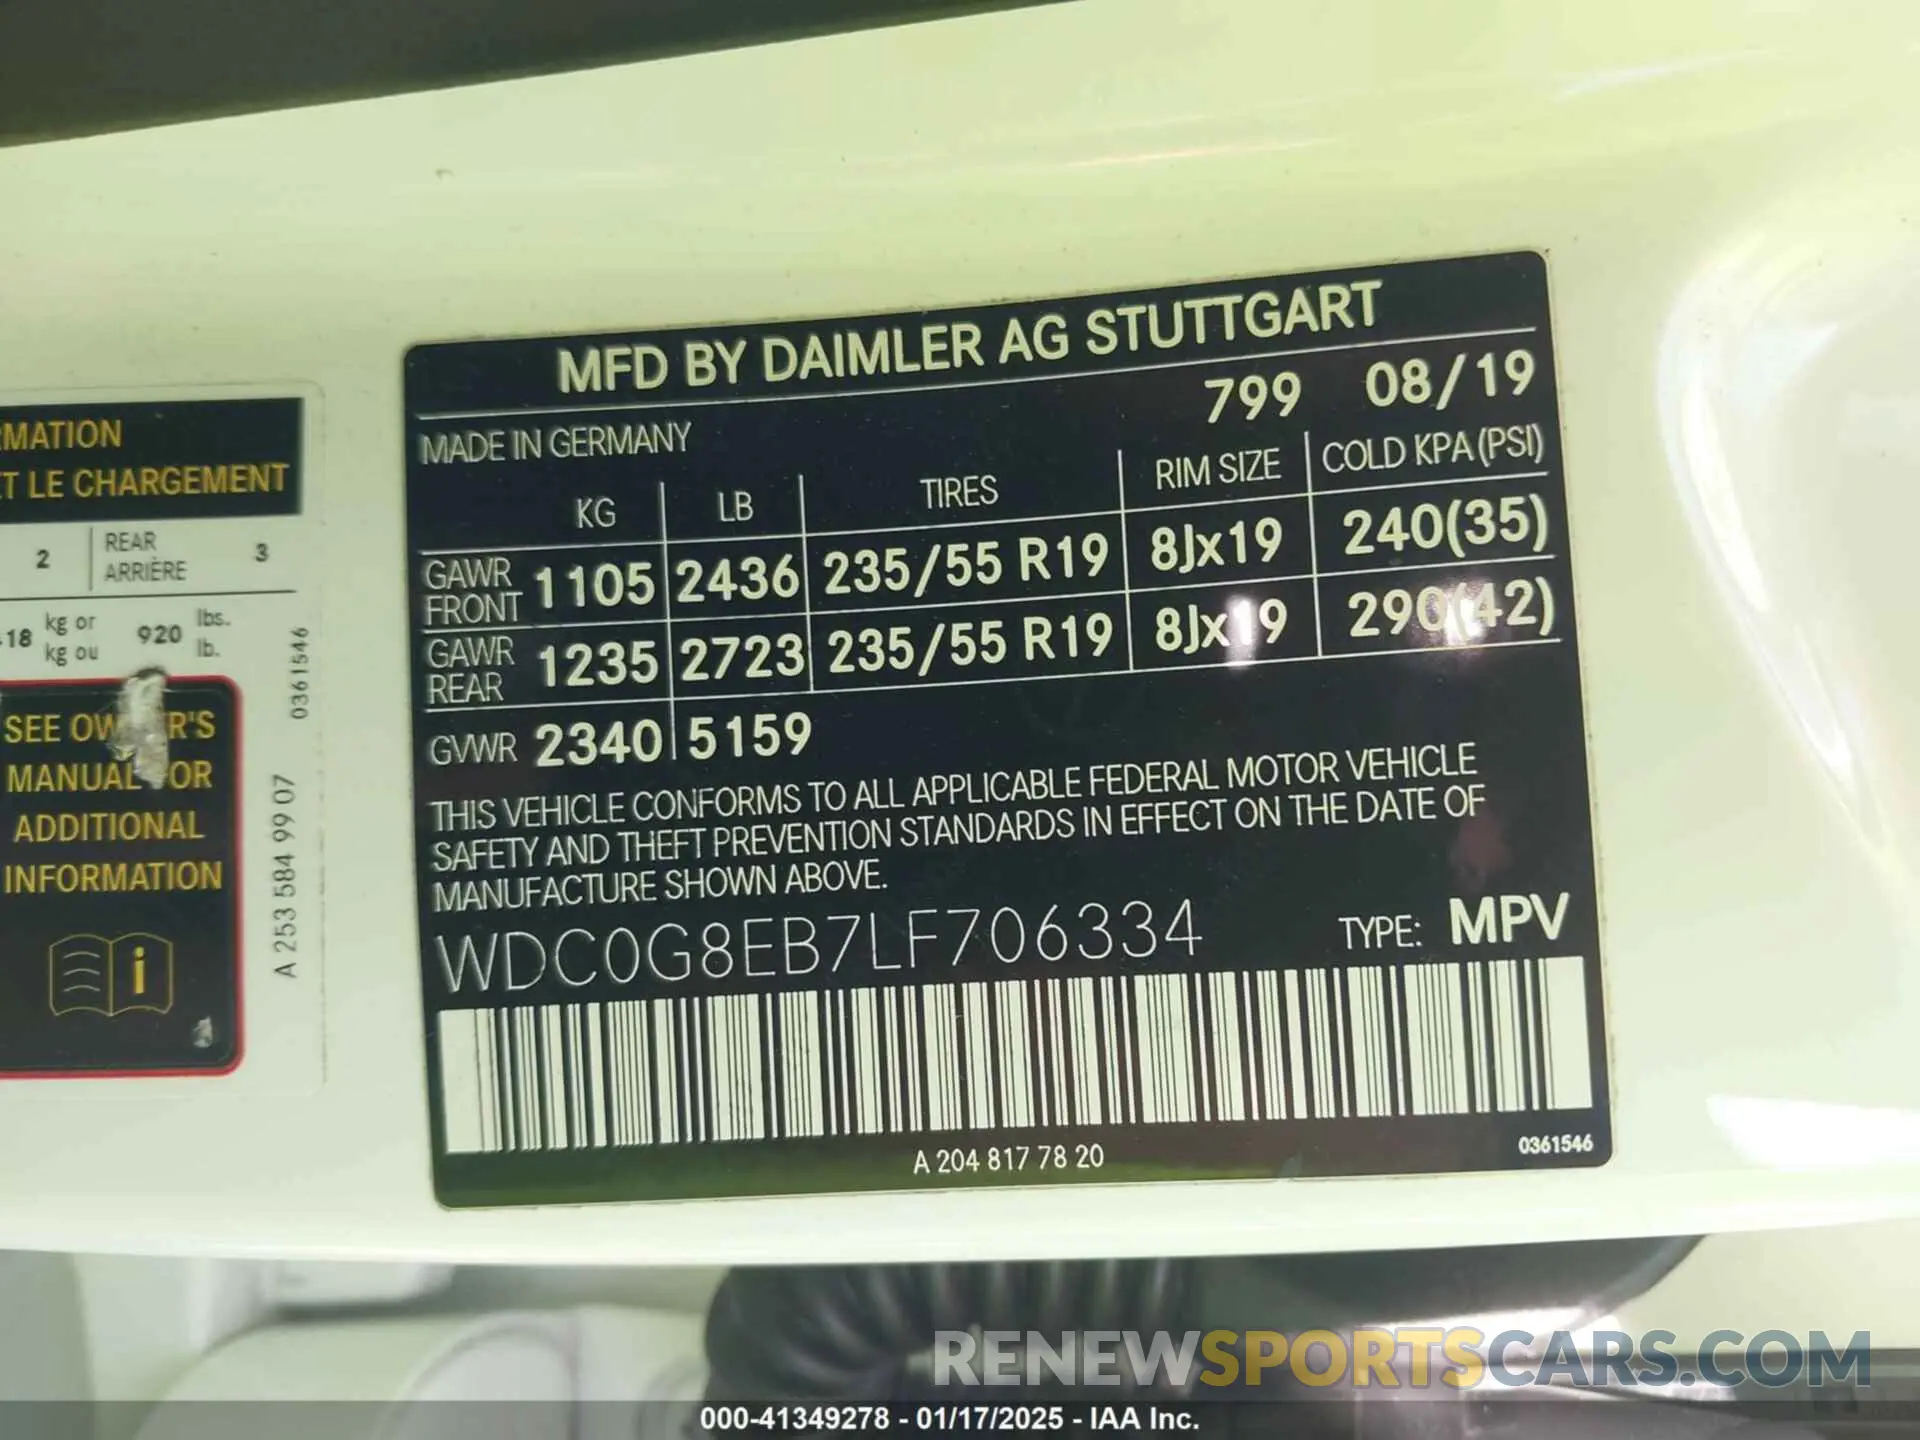 MFD BY DAIMLER AG STUTTGART
MADE IN GERMANY 799 08/19
KG LB TIRES RIM SIZE COLD KPA (PSI)
GAWR FRONT 1105 2436 235/55 R19 8Jx19 240(35)
GAWR REAR 1235 2723 235/55 R19 8Jx19 290(42)
GVWR 2340 5159
THIS VEHICLE CONFORMS TO ALL APPLICABLE FEDERAL MOTOR VEHICLE
SAFETY AND THEFT PREVENTION STANDARDS IN EFFECT ON THE DATE OF
MANUFACTURE SHOWN ABOVE.
WDC0G8EB7LF706334 TYPE: MPV
A 204 817 78 20 0361546
ET LE CHARGEMENT
2 REAR 3
ARRIÈRE
kg or 920 lbs.
kg ou lb.
SEE OWNER'S
MANUAL FOR
ADDITIONAL
INFORMATION
i
0361546
A 253 584 99 07
RENEWSPORTSCARS.COM
000-41349278 - 01/17/2025 - IAA Inc.